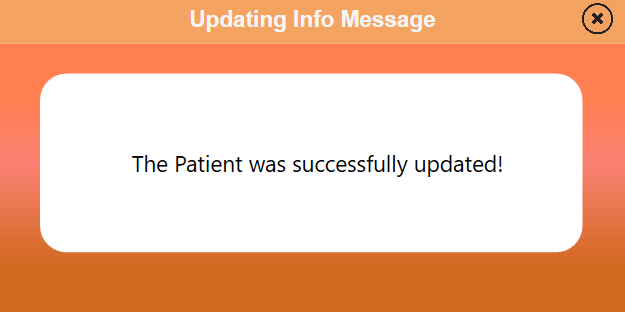 Updating Info Message
The Patient was successfully updated!